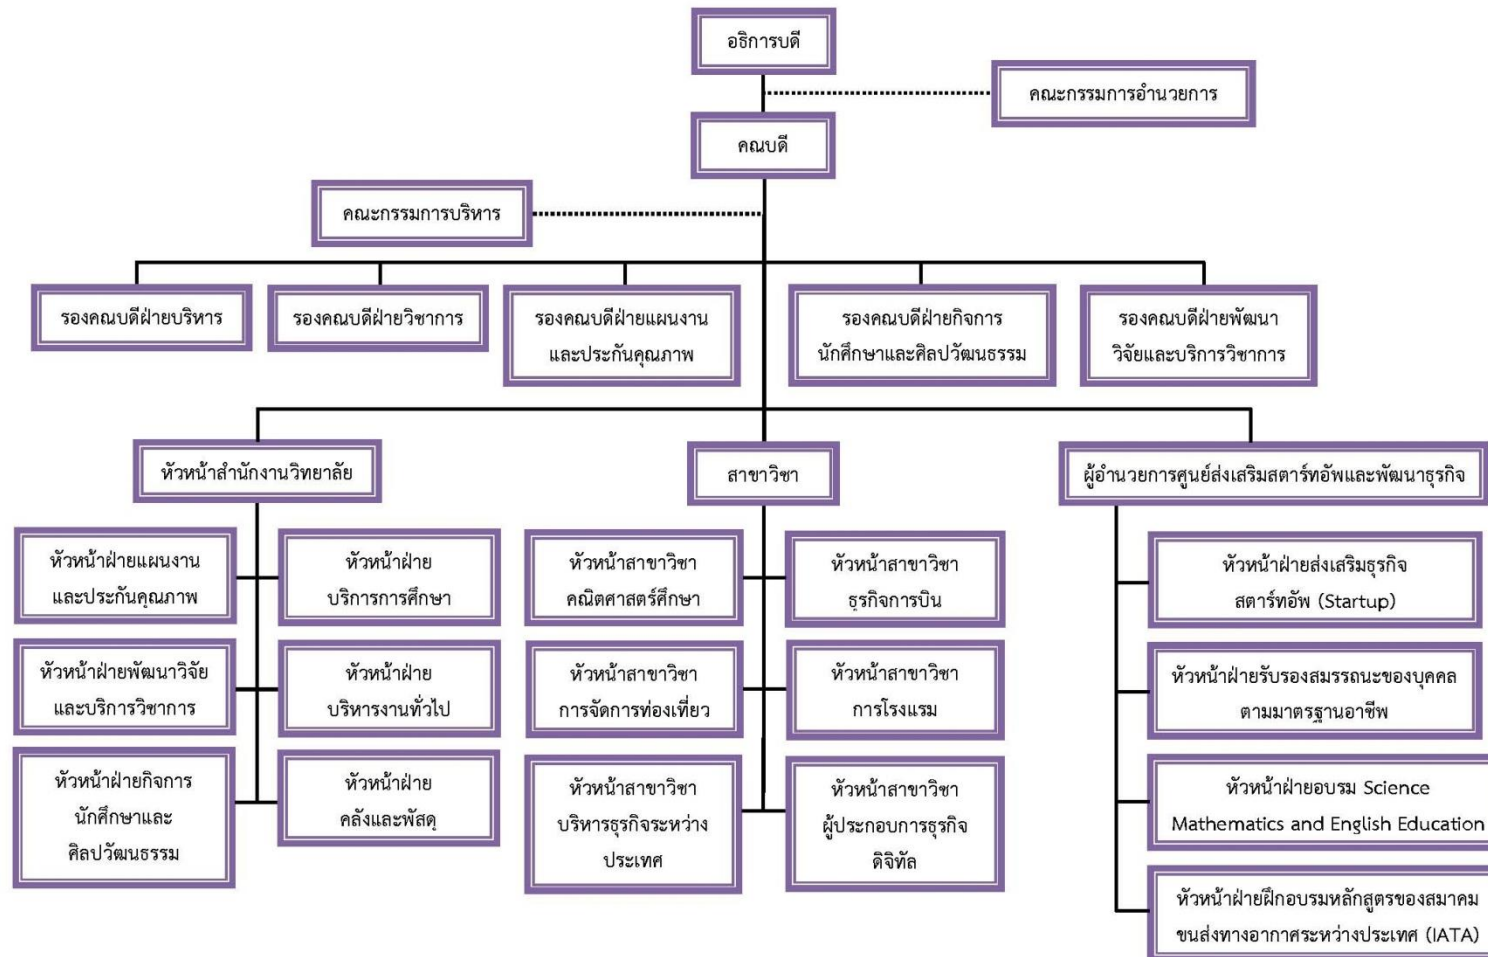 อธิการบดี
คณะกรรมการอำนวยการ
คณบดี
คณะกรรมการบริหาร
รองคณบดีฝ่ายบริหาร
รองคณบดีฝ่ายวิชาการ
รองคณบดีฝ่ายแผนงาน
และประกันคุณภาพ
รองคณบดีฝ่ายกิจการ
นักศึกษาและศิลปวัฒนธรรม
รองคณบดีฝ่ายพัฒนา
วิจัยและบริการวิชาการ
หัวหน้าสำนักงานวิทยาลัย
สาขาวิชา
ผู้อำนวยการศูนย์ส่งเสริมสตาร์ทอัพและพัฒนาธุรกิจ
หัวหน้าฝ่ายแผนงาน
และประกันคุณภาพ
หัวหน้าฝ่าย
บริการการศึกษา
หัวหน้าสาขาวิชา
คณิตศาสตร์ศึกษา
หัวหน้าสาขาวิชา
ธุรกิจการบิน
หัวหน้าฝ่ายส่งเสริมธุรกิจ
สตาร์ทอัพ (Startup)
หัวหน้าฝ่ายพัฒนาวิจัย
และบริการวิชาการ
หัวหน้าฝ่าย
บริหารงานทั่วไป
หัวหน้าสาขาวิชา
การจัดการท่องเที่ยว
หัวหน้าสาขาวิชา
การโรงแรม
หัวหน้าฝ่ายรับรองสมรรถนะของบุคคล
ตามมาตรฐานอาชีพ
หัวหน้าฝ่ายกิจการ
นักศึกษาและ
ศิลปวัฒนธรรม
หัวหน้าฝ่าย
คลังและพัสดุ
หัวหน้าสาขาวิชา
บริหารธุรกิจระหว่าง
ประเทศ
หัวหน้าสาขาวิชา
ผู้ประกอบการธุรกิจ
ดิจิทัล
หัวหน้าฝ่ายอบรม Science
Mathematics and English Education
หัวหน้าฝ่ายฝึกอบรมหลักสูตรของสมาคม
ขนส่งทางอากาศระหว่างประเทศ (IATA)